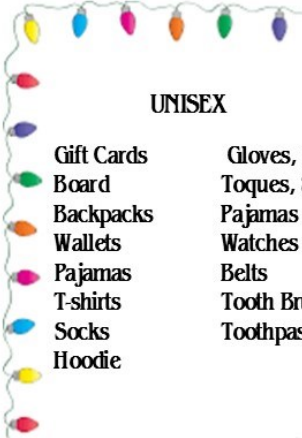 UNISEX
Gift Cards
Board
Backpacks
Wallets
Pajamas
T-shirts
Socks
Hoodie
Gloves,
Toques,
Pajamas
Watches
Belts
Tooth